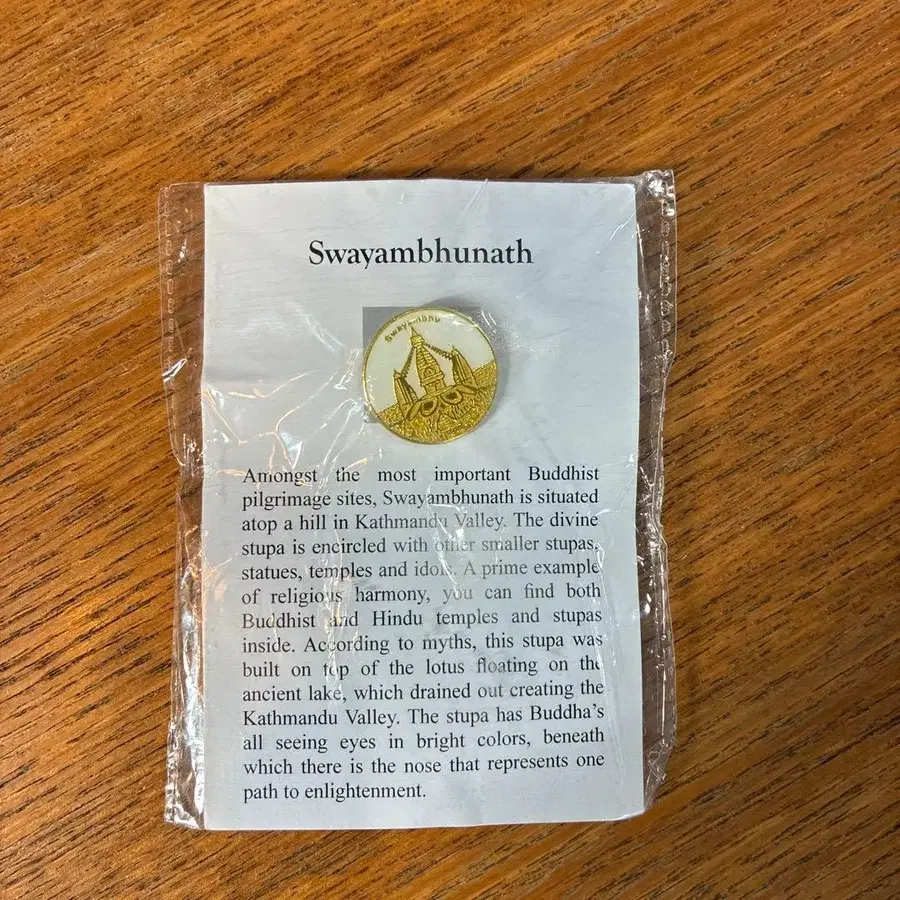 Swayambhunath
Swayambhu
Amongst the most important Buddhist
pilgrimage sites, Swayambhunath is situated
atop a hill in Kathmandu Valley. The divine
stupa is encircled with other smaller stupas,
statues, temples and idols. A prime example
of religious harmony, you can find both
Buddhist and Hindu temples and stupas
inside. According to myths, this stupa was
built on top of the lotus floating on the
ancient lake, which drained out creating the
Kathmandu Valley. The stupa has Buddha’s
all seeing eyes in bright colors, beneath
which there is the nose that represents one
path to enlightenment.